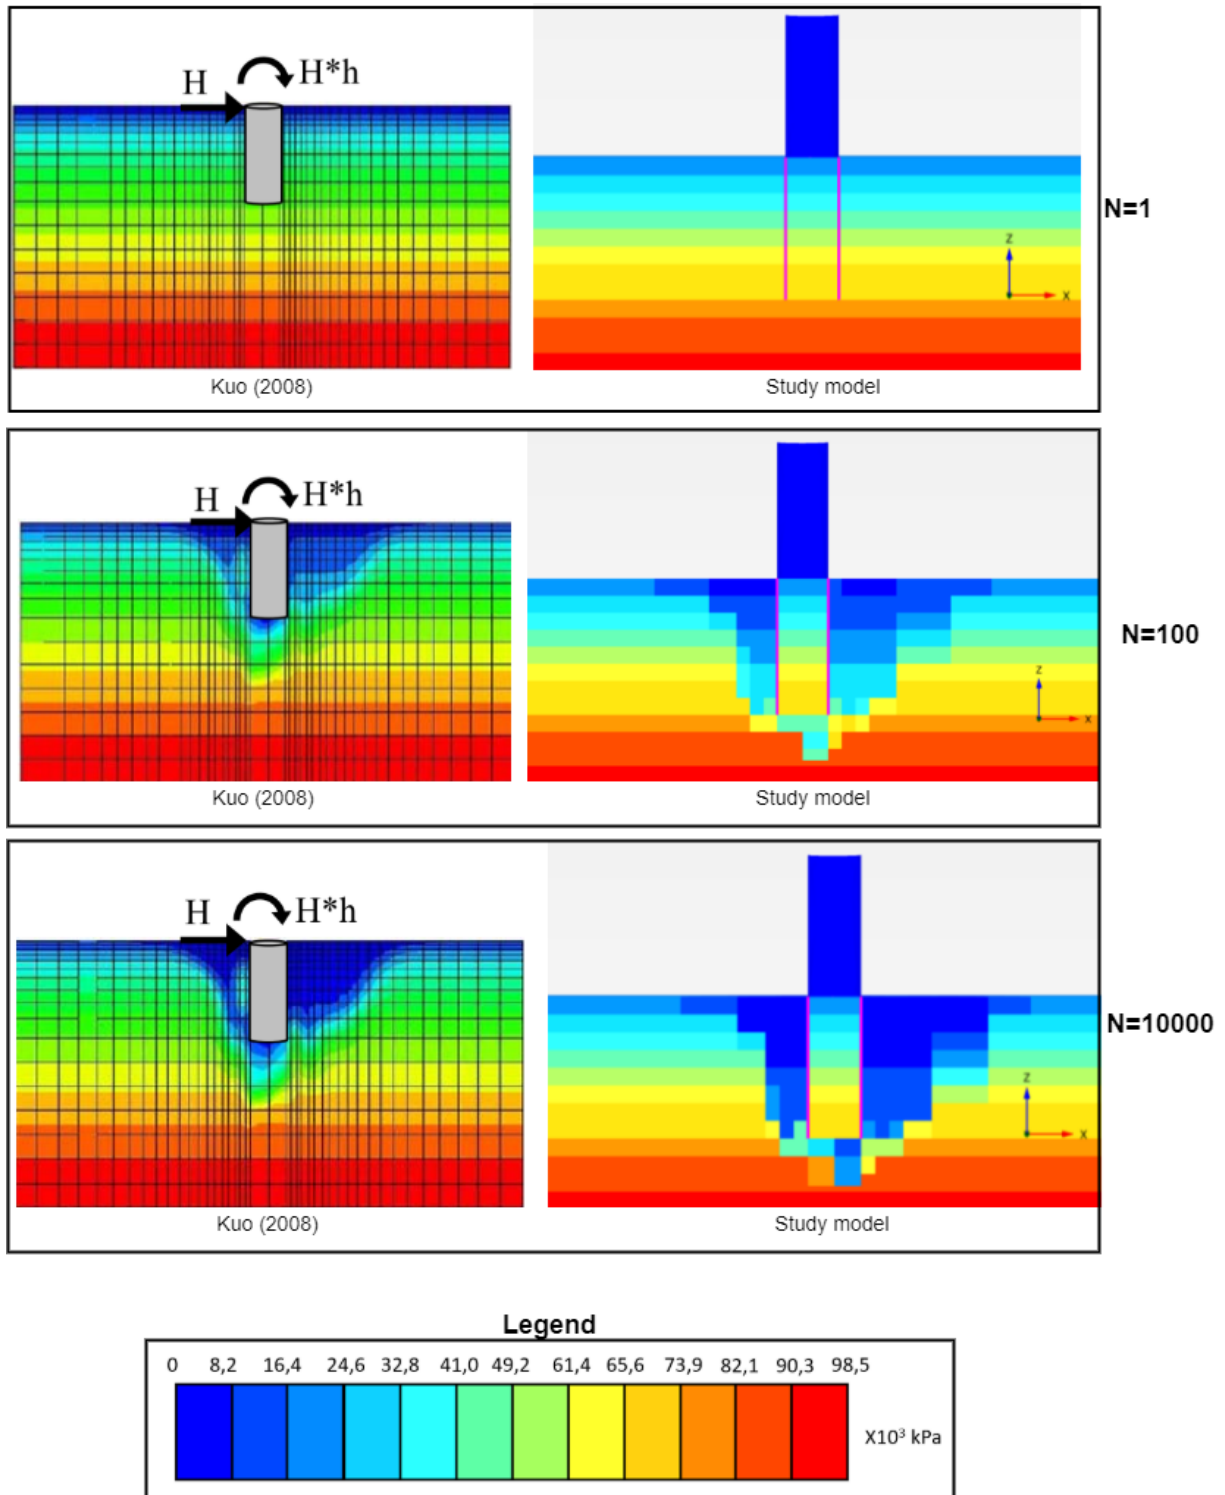 H H*h
N=1
z
x
Kuo (2008) Study model
H H*h
N=100
z
x
Kuo (2008) Study model
H H*h
N=10000
z
x
Kuo (2008) Study model
Legend
0 8,2 16,4 24,6 32,8 41,0 49,2 61,4 65,6 73,9 82,1 90,3 98,5
X10³ kPa